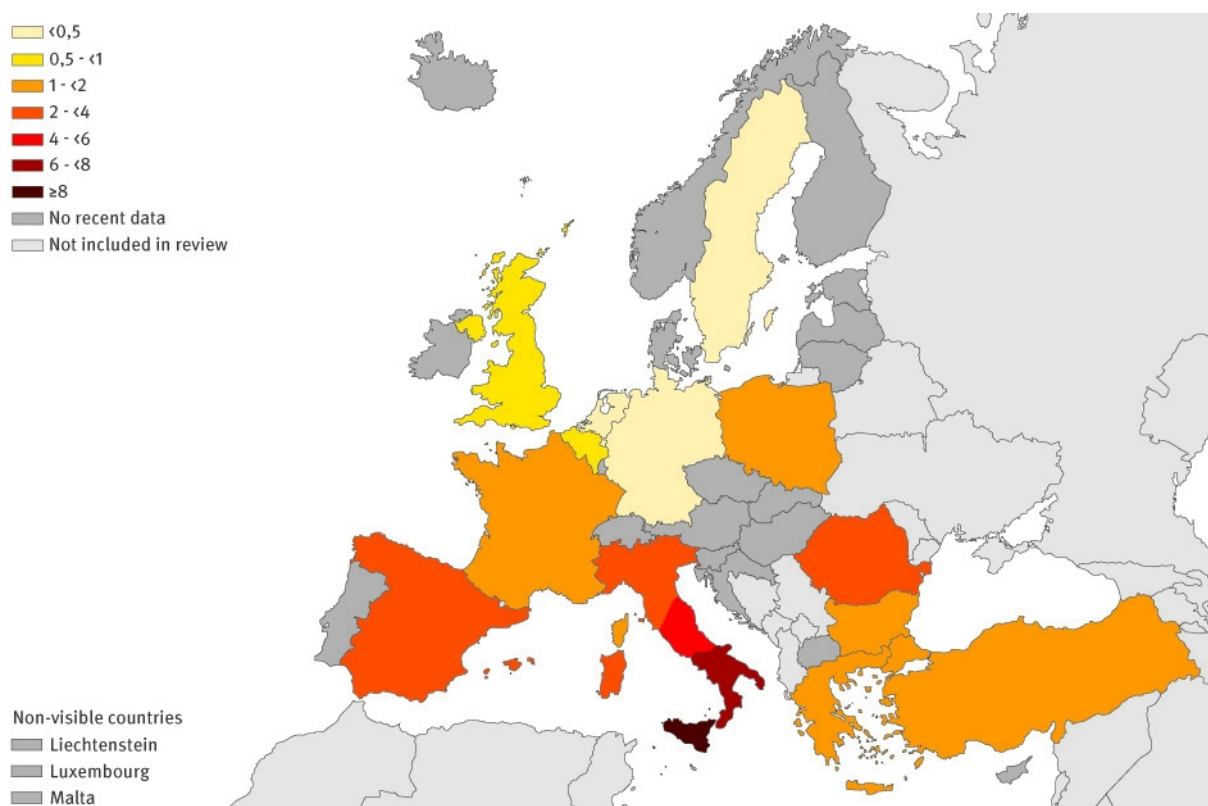 <0,5
0,5 - <1
1 - <2
2 - <4
4 - <6
6 - <8
≥8
No recent data
Not included in review
Non-visible countries
Liechtenstein
Luxembourg
Malta